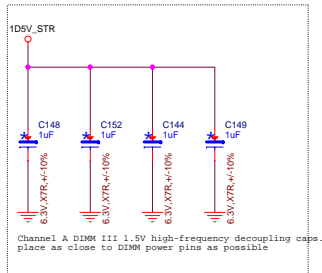 1D5V_STR
C148
1uF
C152
1uF
C144
1uF
C149
1uF
6.3V,X7R,+/-10%
6.3V,X7R,+/-10%
6.3V,X7R,+/-10%
6.3V,X7R,+/-10%
Channel A DIMM III 1.5V high-frequency decoupling caps.
place as close to DIMM power pins as possible